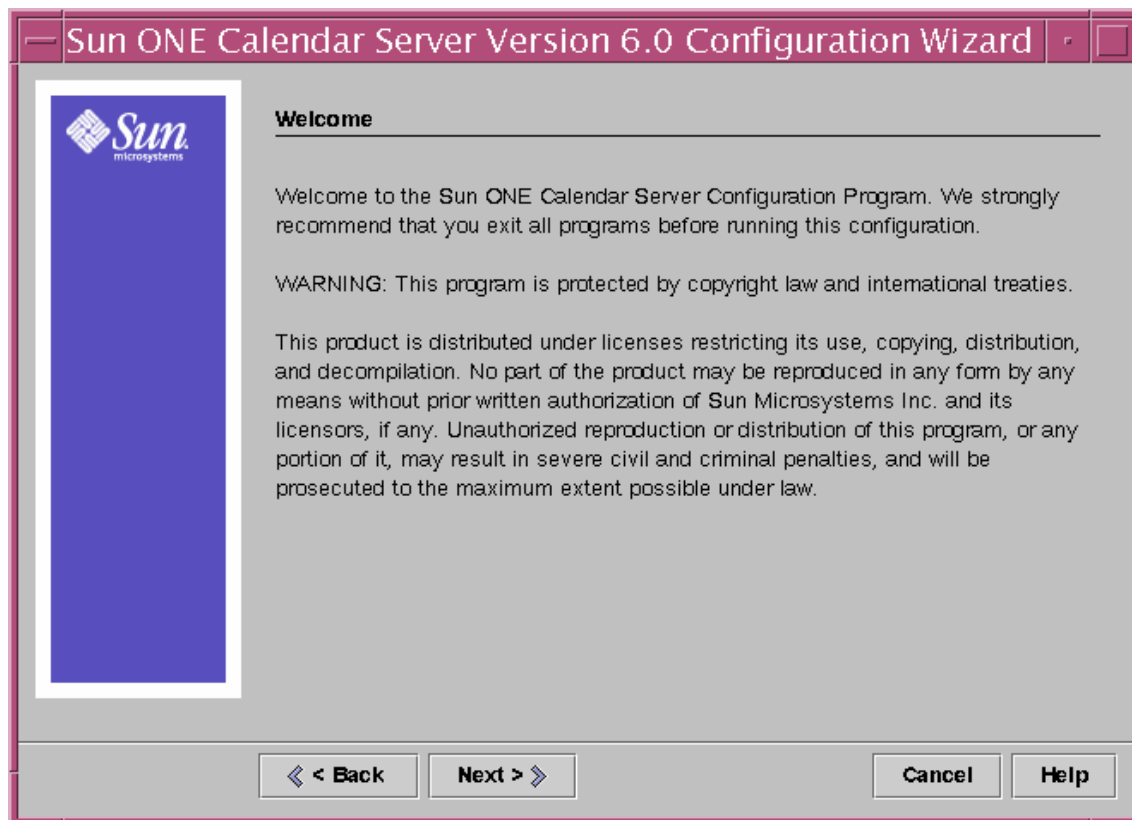 Sun ONE Calendar Server Version 6.0 Configuration Wizard
Sun
microsystems
Welcome
Welcome to the Sun ONE Calendar Server Configuration Program. We strongly
recommend that you exit all programs before running this configuration.
WARNING: This program is protected by copyright law and international treaties.
This product is distributed under licenses restricting its use, copying, distribution,
and decompilation. No part of the product may be reproduced in any form by any
means without prior written authorization of Sun Microsystems Inc. and its
licensors, if any. Unauthorized reproduction or distribution of this program, or any
portion of it, may result in severe civil and criminal penalties, and will be
prosecuted to the maximum extent possible under law.
< Back Next > Cancel Help